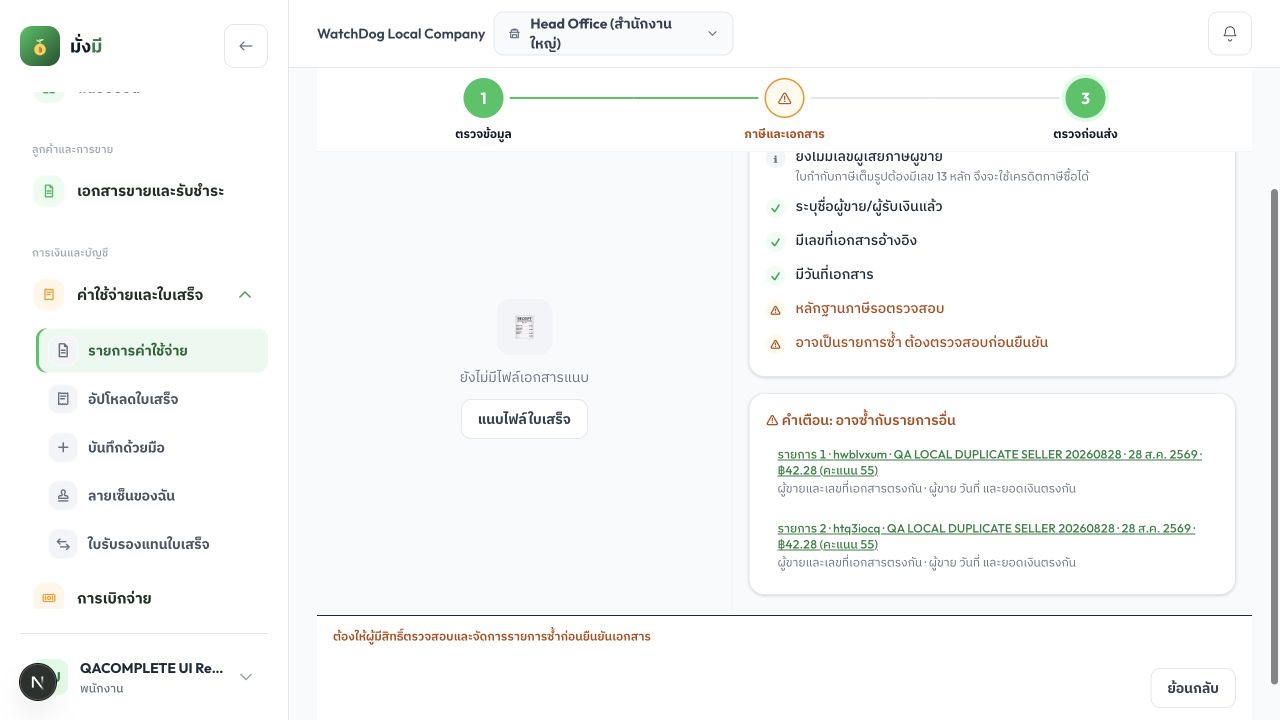 มั่งมี
ลูกค้าและการขาย
เอกสารขายและรับชำระ
การเงินและบัญชี
ค่าใช้จ่ายและใบเสร็จ
รายการค่าใช้จ่าย
อัปโหลดใบเสร็จ
บันทึกด้วยมือ
ลายเซ็นของฉัน
ใบรับรองแทนใบเสร็จ
การเบิกจ่าย
N
QACOMPLETE UI Re...
พนักงาน
WatchDog Local Company
Head Office (สำนักงาน
ใหญ่)
1
3
ตรวจข้อมูล
ภาษีและเอกสาร
ตรวจก่อนส่ง
ยังไม่มีเลขผู้เสียภาษีผู้ขาย
ใบกำกับภาษีเต็มรูปต้องมีเลข 13 หลัก จึงจะใช้เครดิตภาษีซื้อได้
ระบุชื่อผู้ขาย/ผู้รับเงินแล้ว
มีเลขที่เอกสารอ้างอิง
มีวันที่เอกสาร
หลักฐานภาษีรอตรวจสอบ
อาจเป็นรายการซ้ำ ต้องตรวจสอบก่อนยืนยัน
RECEIPT
ยังไม่มีไฟล์เอกสารแนบ
แนบไฟล์ใบเสร็จ
คำเตือน: อาจซ้ำกับรายการอื่น
รายการ 1 · hwblvxum · QA LOCAL DUPLICATE SELLER 20260828 · 28 ส.ค. 2569 ·
฿42.28 (คะแนน 55)
ผู้ขายและเลขที่เอกสารตรงกัน · ผู้ขาย วันที่ และยอดเงินตรงกัน
รายการ 2 · htq3iocq · QA LOCAL DUPLICATE SELLER 20260828 · 28 ส.ค. 2569 ·
฿42.28 (คะแนน 55)
ผู้ขายและเลขที่เอกสารตรงกัน · ผู้ขาย วันที่ และยอดเงินตรงกัน
ต้องให้ผู้มีสิทธิ์ตรวจสอบและจัดการรายการซ้ำก่อนยืนยันเอกสาร
ย้อนกลับ